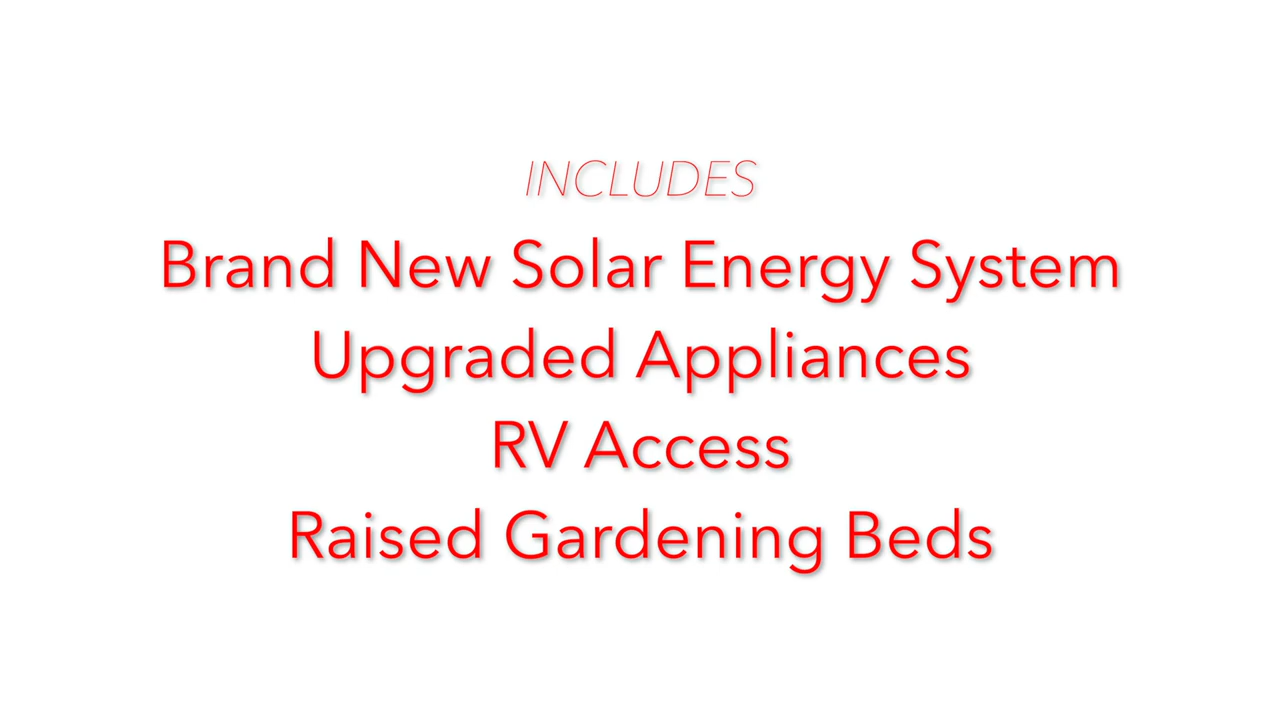 INCLUDES
Brand New Solar Energy System
Upgraded Appliances
RV Access
Raised Gardening Beds